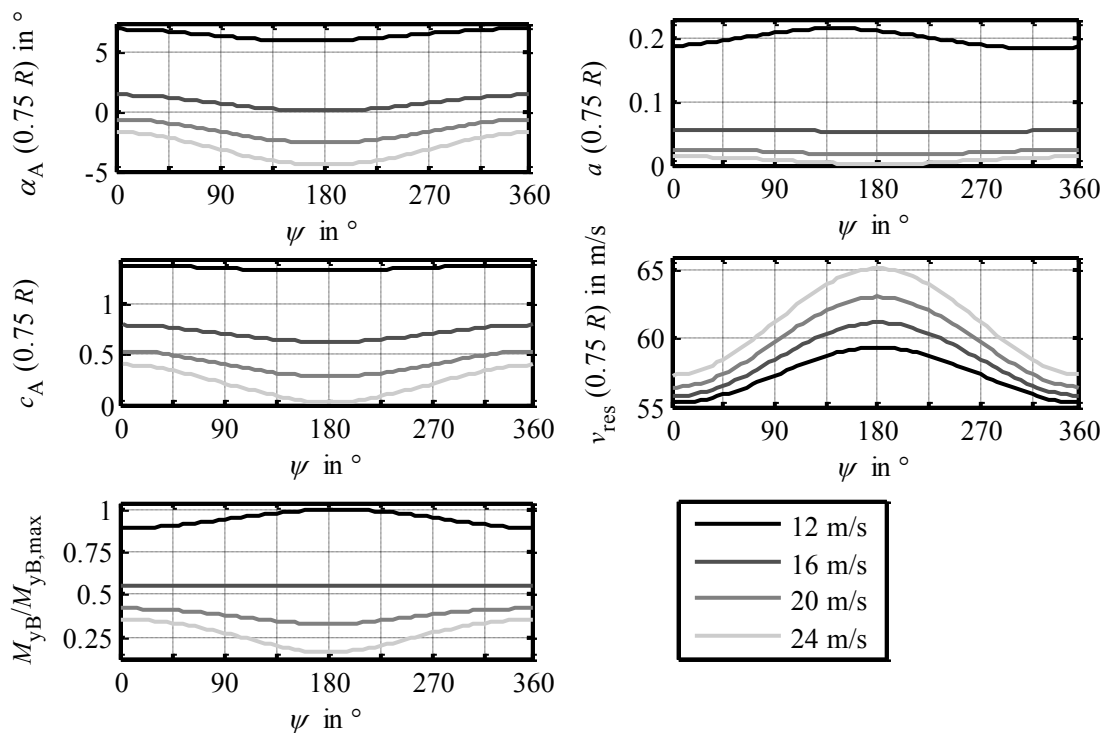 α_A (0.75 R) in °
5
0
-5
0 90 180 270 360
ψ in °
a (0.75 R)
0.2
0.1
0
0 90 180 270 360
ψ in °
c_A (0.75 R)
1
0.5
0
0 90 180 270 360
ψ in °
v_res (0.75 R) in m/s
65
60
55
0 90 180 270 360
ψ in °
M_yB/M_yB,max
1
0.75
0.5
0.25
0 90 180 270 360
ψ in °
12 m/s
16 m/s
20 m/s
24 m/s